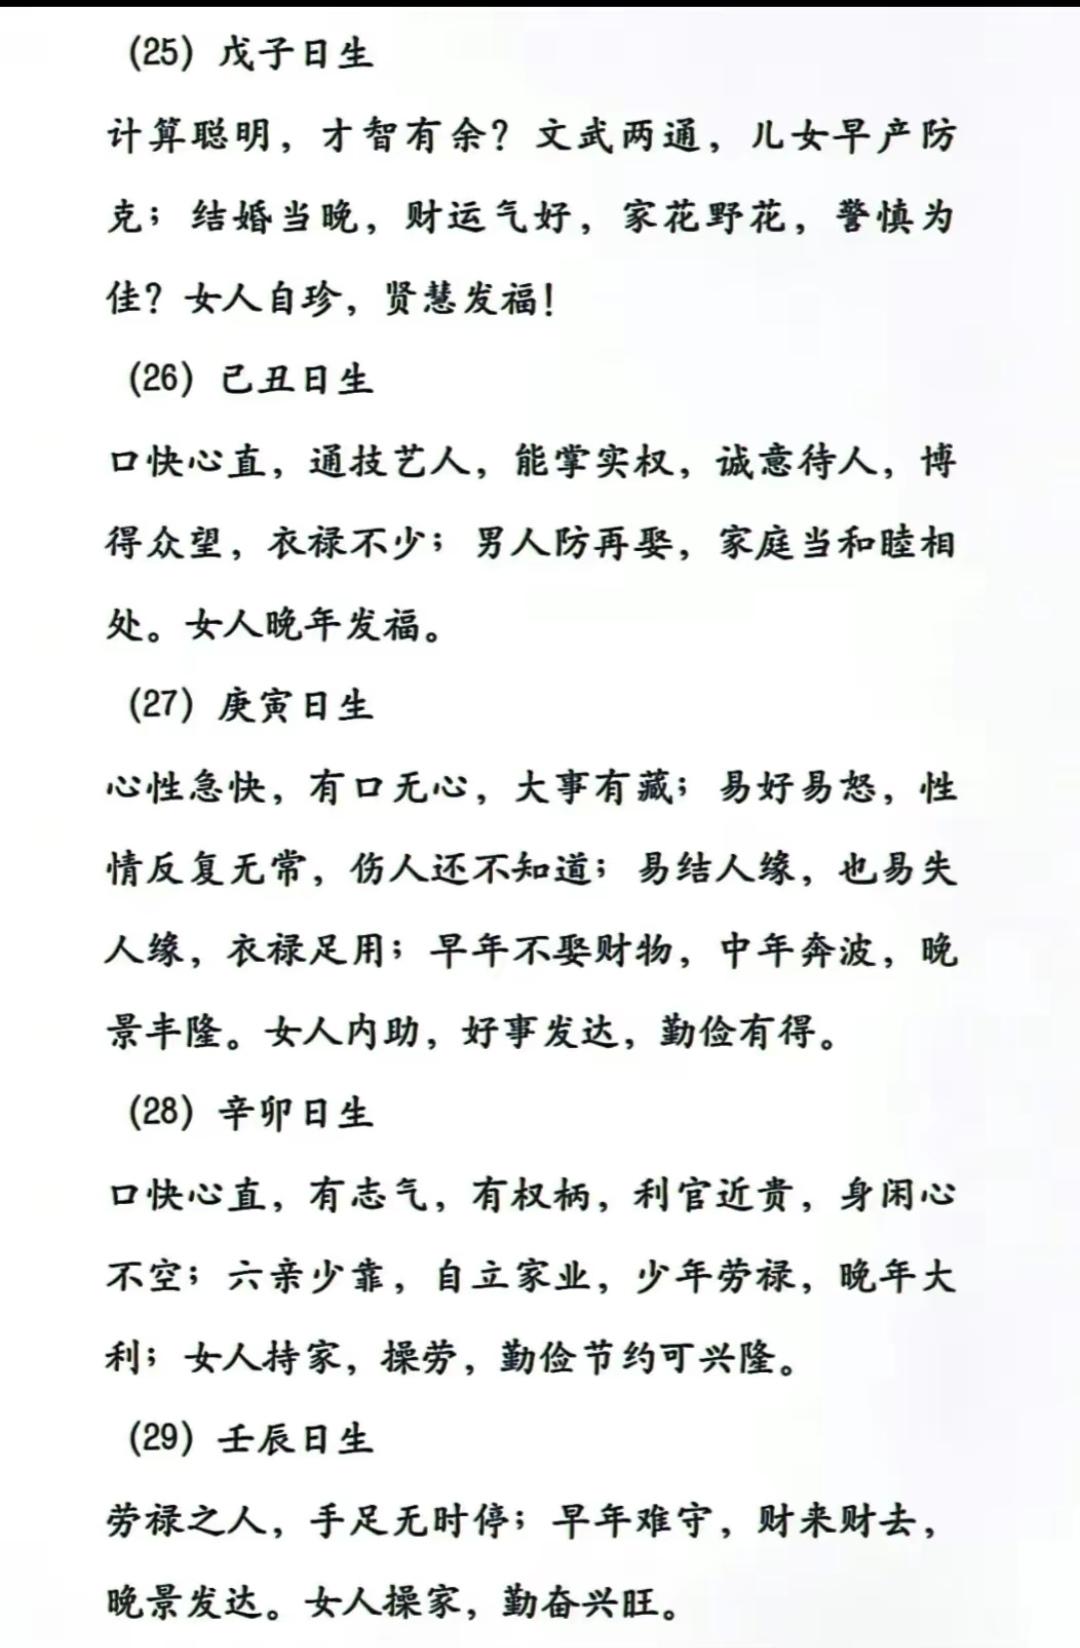 （25）戊子日生
计算聪明，才智有余？文武两通，儿女早产防
克；结婚当晚，财运气好，家花野花，警慎为
佳？女人自珍，贤慧发福！
（26）己丑日生
口快心直，通技艺人，能掌实权，诚意待人，博
得众望，衣禄不少；男人防再娶，家庭当和睦相
处。女人晚年发福。
（27）庚寅日生
心性急快，有口无心，大事有藏；易好易怒，性
情反复无常，伤人还不知道；易结人缘，也易失
人缘，衣禄足用；早年不娶财物，中年奔波，晚
景丰隆。女人内助，好事发达，勤俭有得。
（28）辛卯日生
口快心直，有志气，有权柄，利官近贵，身闲心
不空；六亲少靠，自立家业，少年劳禄，晚年大
利；女人持家，操劳，勤俭节约可兴隆。
（29）壬辰日生
劳禄之人，手足无时停；早年难守，财来财去，
晚景发达。女人操家，勤奋兴旺。